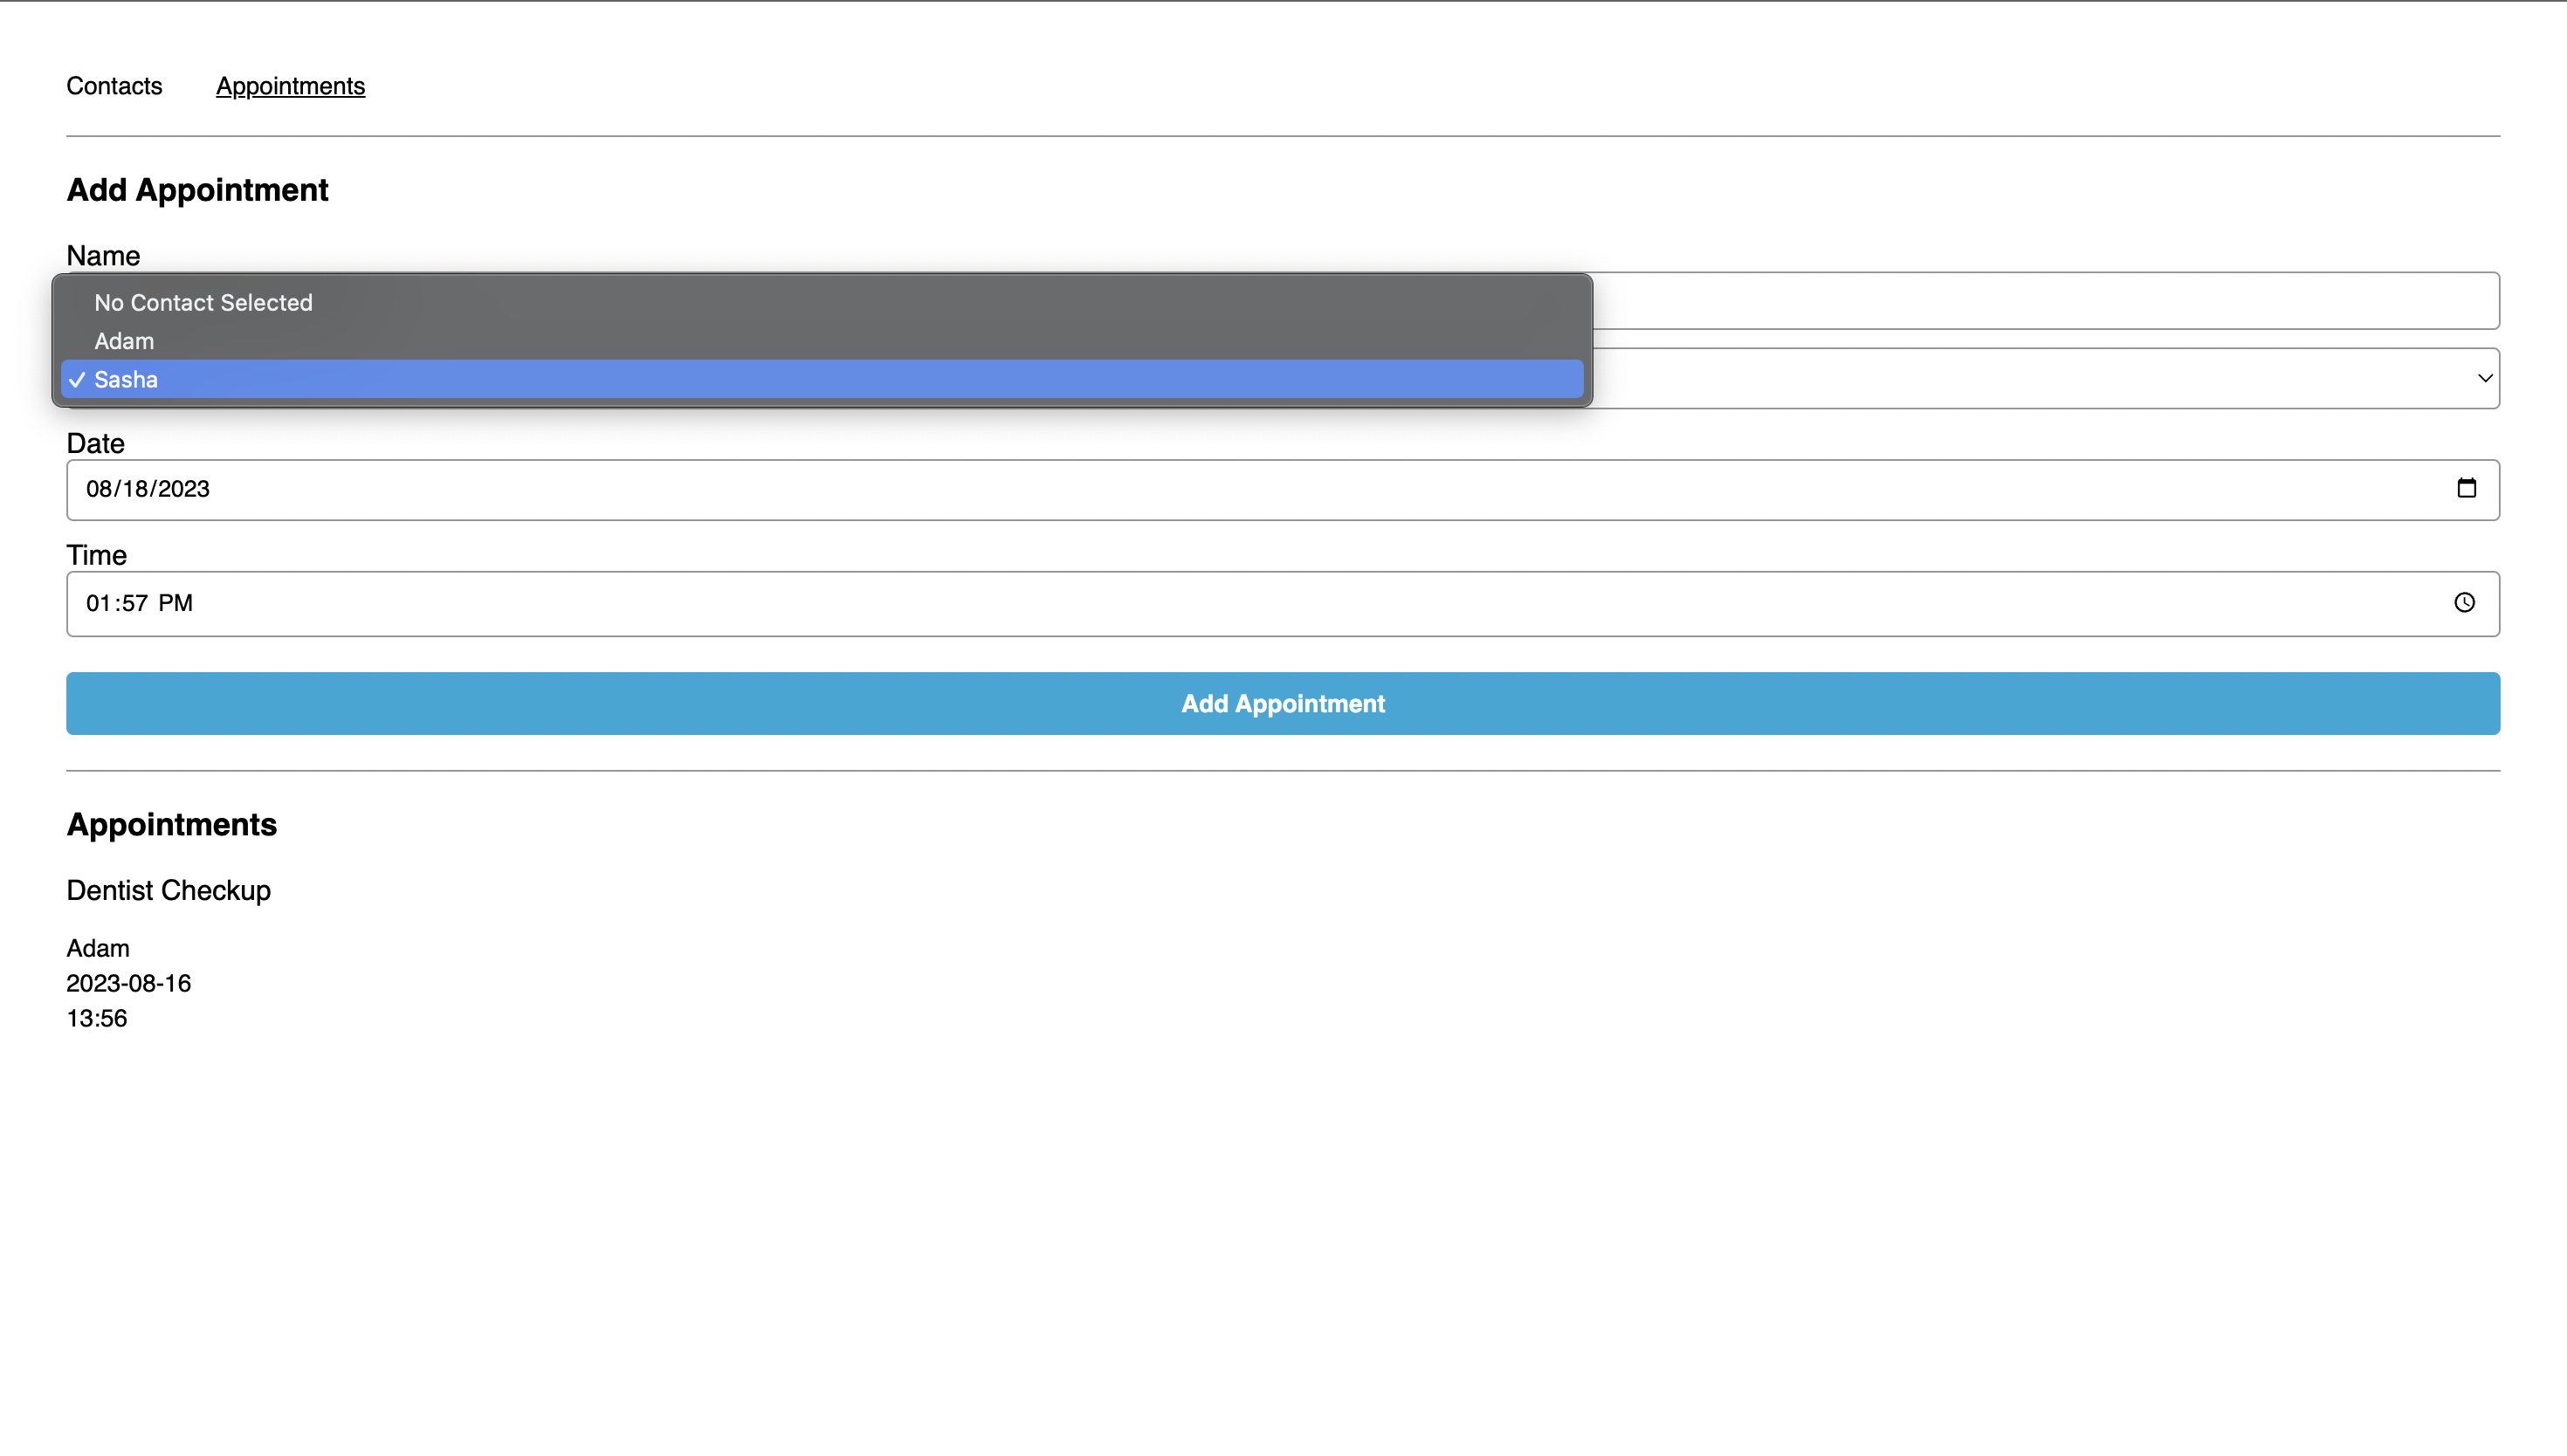 Contacts Appointments
Add Appointment
Name
No Contact Selected
Adam
✓ Sasha
Date
08/18/2023
Time
01:57 PM
Add Appointment
Appointments
Dentist Checkup
Adam
2023-08-16
13:56